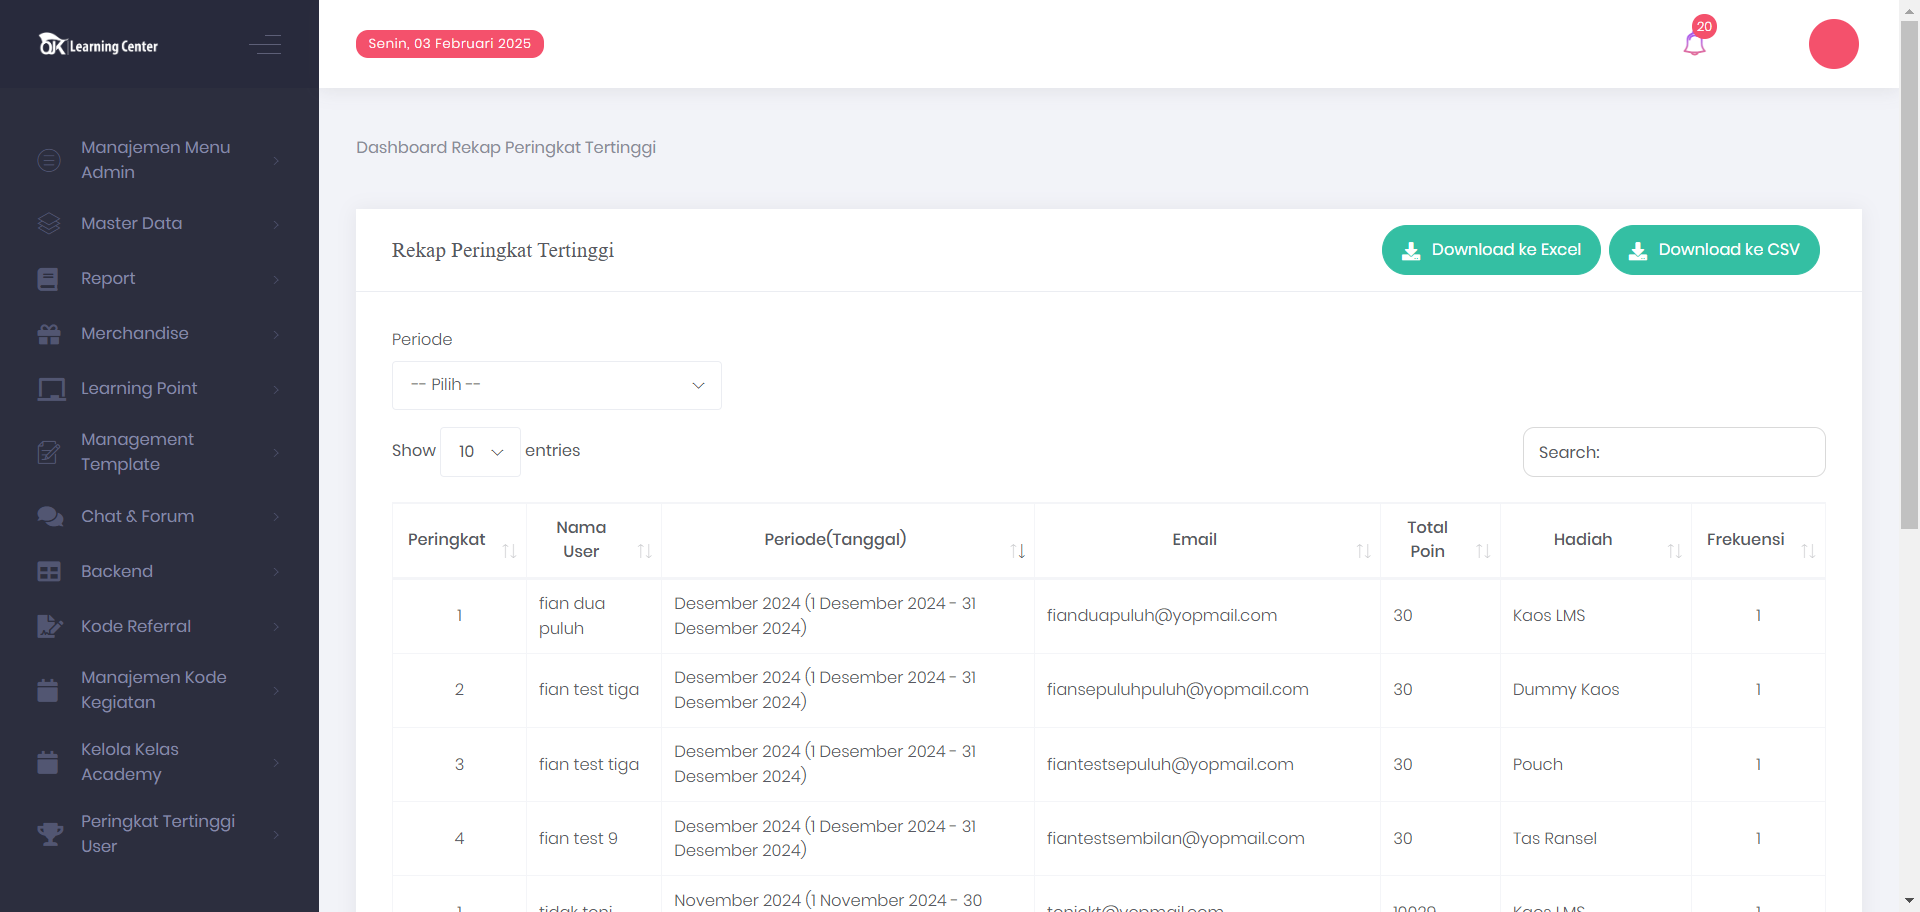 QK Learning Center
Senin, 03 Februari 2025
20
Manajemen Menu
Admin
Master Data
Report
Merchandise
Learning Point
Management
Template
Chat & Forum
Backend
Kode Referral
Manajemen Kode
Kegiatan
Kelola Kelas
Academy
Peringkat Tertinggi
User
Dashboard Rekap Peringkat Tertinggi
Rekap Peringkat Tertinggi
Download ke Excel
Download ke CSV
Periode
-- Pilih --
Show 10 entries
Search:
Peringkat
Nama
User
Periode(Tanggal)
Email
Total
Poin
Hadiah
Frekuensi
1
fian dua
puluh
Desember 2024 (1 Desember 2024 - 31
Desember 2024)
fianduapuluh@yopmail.com
30
Kaos LMS
1
2
fian test tiga
Desember 2024 (1 Desember 2024 - 31
Desember 2024)
fiansepuluhpuluh@yopmail.com
30
Dummy Kaos
1
3
fian test tiga
Desember 2024 (1 Desember 2024 - 31
Desember 2024)
fiantestsepuluh@yopmail.com
30
Pouch
1
4
fian test 9
Desember 2024 (1 Desember 2024 - 31
Desember 2024)
fiantestsembilan@yopmail.com
30
Tas Ransel
1
1
tidak toni
November 2024 (1 November 2024 - 30
Kaos LMS
1